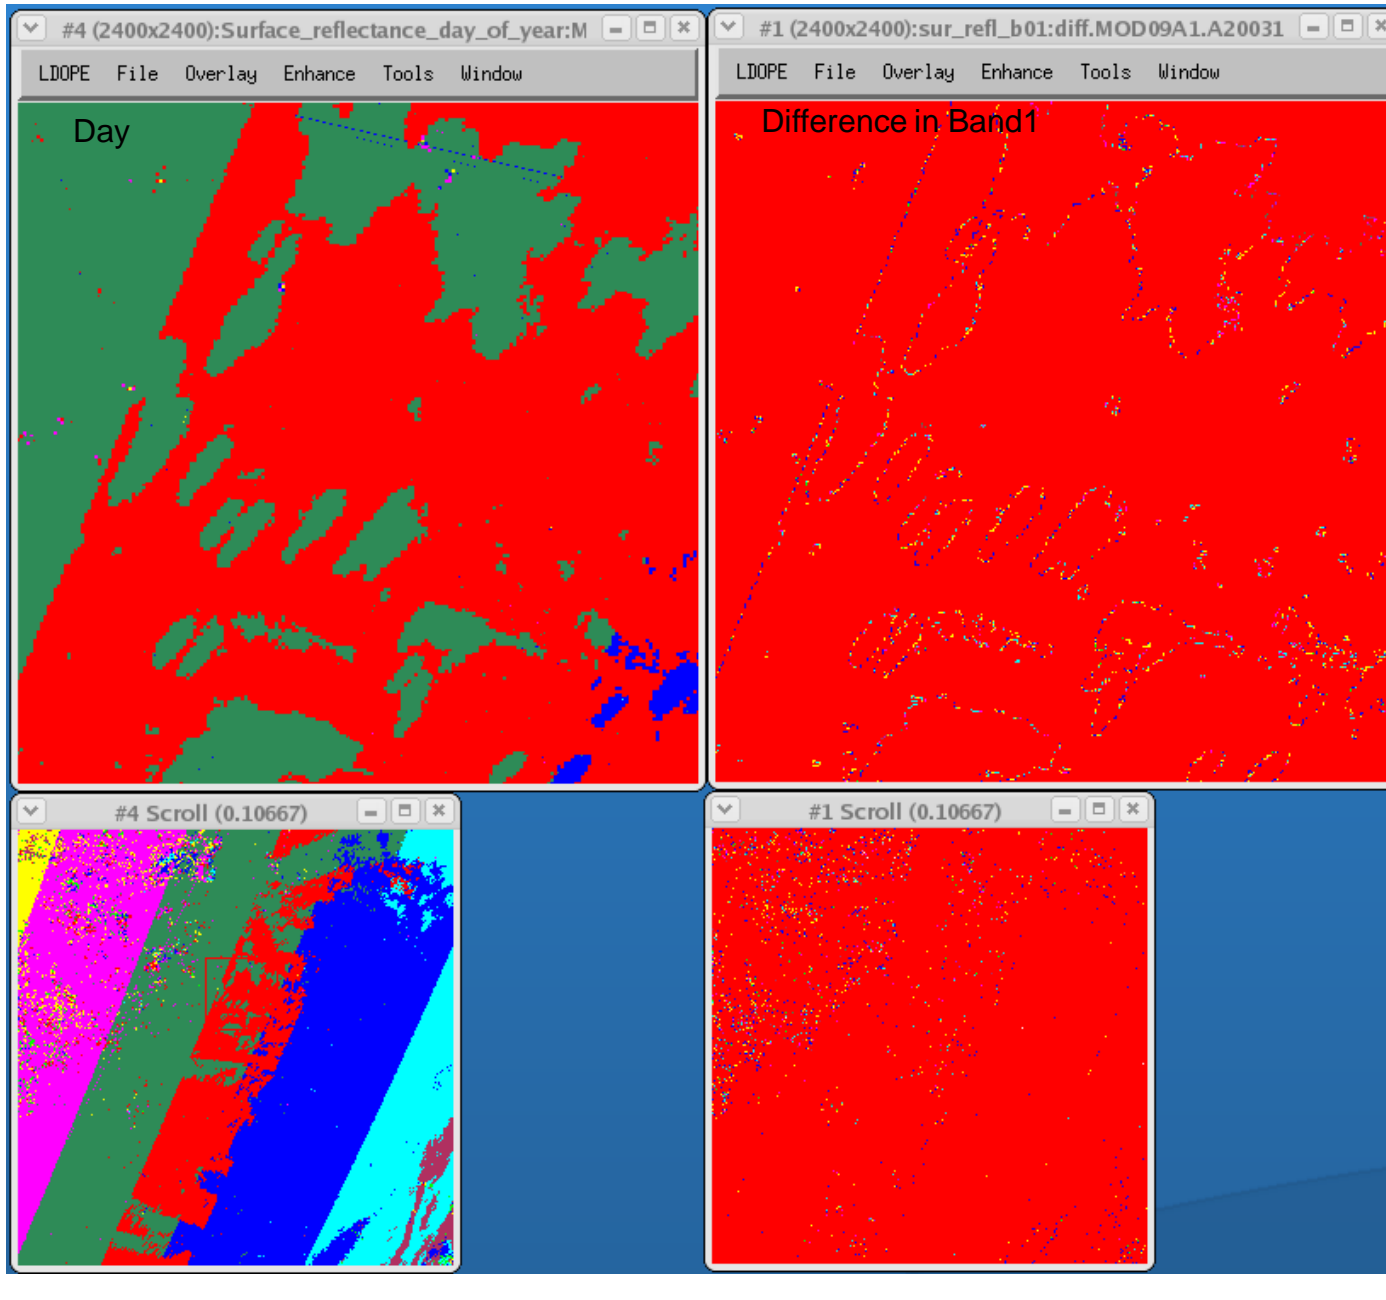 #4 (2400x2400):Surface_reflectance_day_of_year:M
LDOPE File Overlay Enhance Tools Window
Day
#1 (2400x2400):sur_refl_b01:diff.MOD09A1.A20031
LDOPE File Overlay Enhance Tools Window
Difference in Band1
#4 Scroll (0.10667)
#1 Scroll (0.10667)